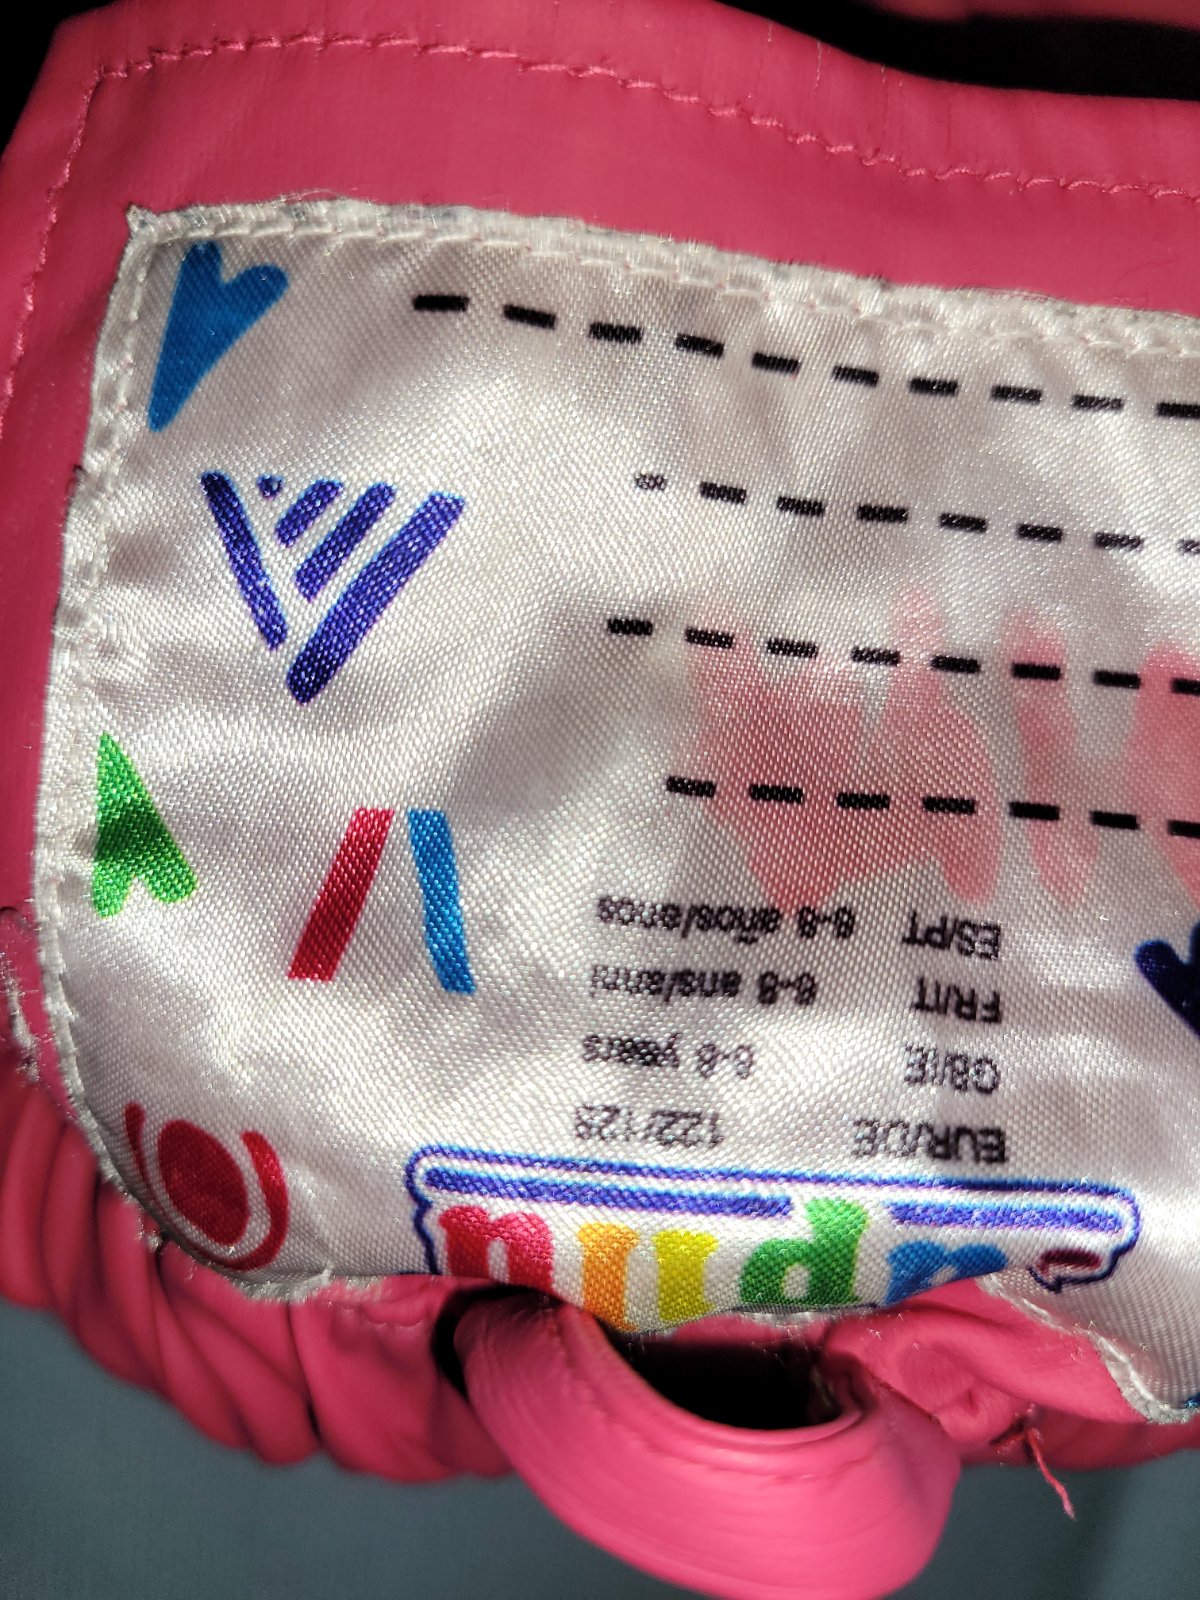 lupilu
EUR/DE 122/128
GB/IE 6-8 years
FR/IT 6-8 ans/anni
ES/PT 6-8 años/anos